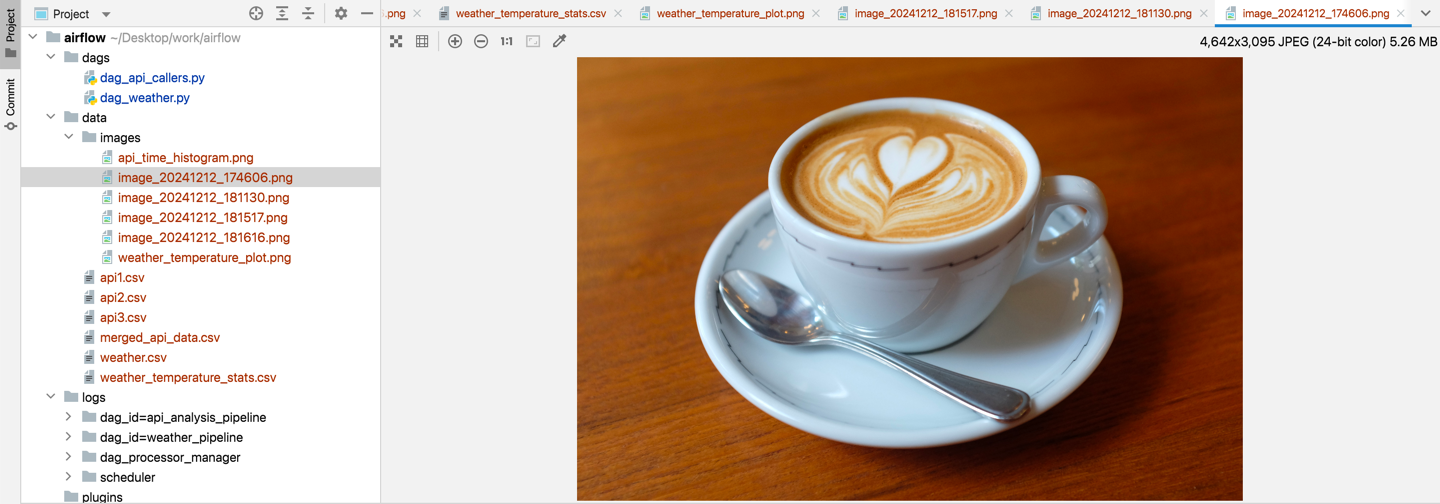 Project
Commit
Project
airflow ~/Desktop/work/airflow
dags
dag_api_callers.py
dag_weather.py
data
images
api_time_histogram.png
image_20241212_174606.png
image_20241212_181130.png
image_20241212_181517.png
image_20241212_181616.png
weather_temperature_plot.png
api1.csv
api2.csv
api3.csv
merged_api_data.csv
weather.csv
weather_temperature_stats.csv
logs
dag_id=api_analysis_pipeline
dag_id=weather_pipeline
dag_processor_manager
scheduler
plugins
.png weather_temperature_stats.csv weather_temperature_plot.png image_20241212_181517.png image_20241212_181130.png image_20241212_174606.png
1:1 4,642x3,095 JPEG (24-bit color) 5.26 MB